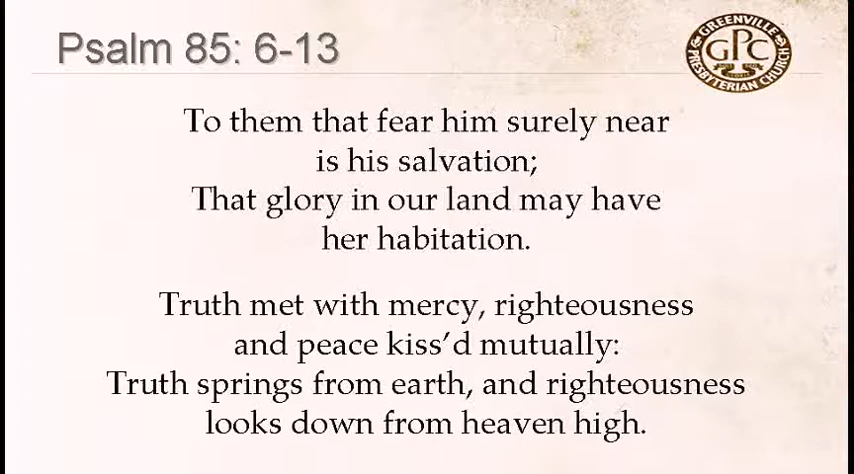 Psalm 85: 6-13
GREENVILLE
GPC
PRESBYTERIAN CHURCH
To them that fear him surely near
is his salvation;
That glory in our land may have
her habitation.
Truth met with mercy, righteousness
and peace kiss’d mutually:
Truth springs from earth, and righteousness
looks down from heaven high.